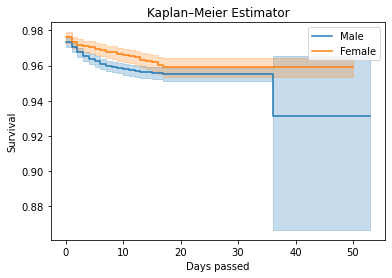 Kaplan–Meier Estimator
Male
Female
0.98
0.96
0.94
0.92
0.90
0.88
Survival
0 10 20 30 40 50
Days passed